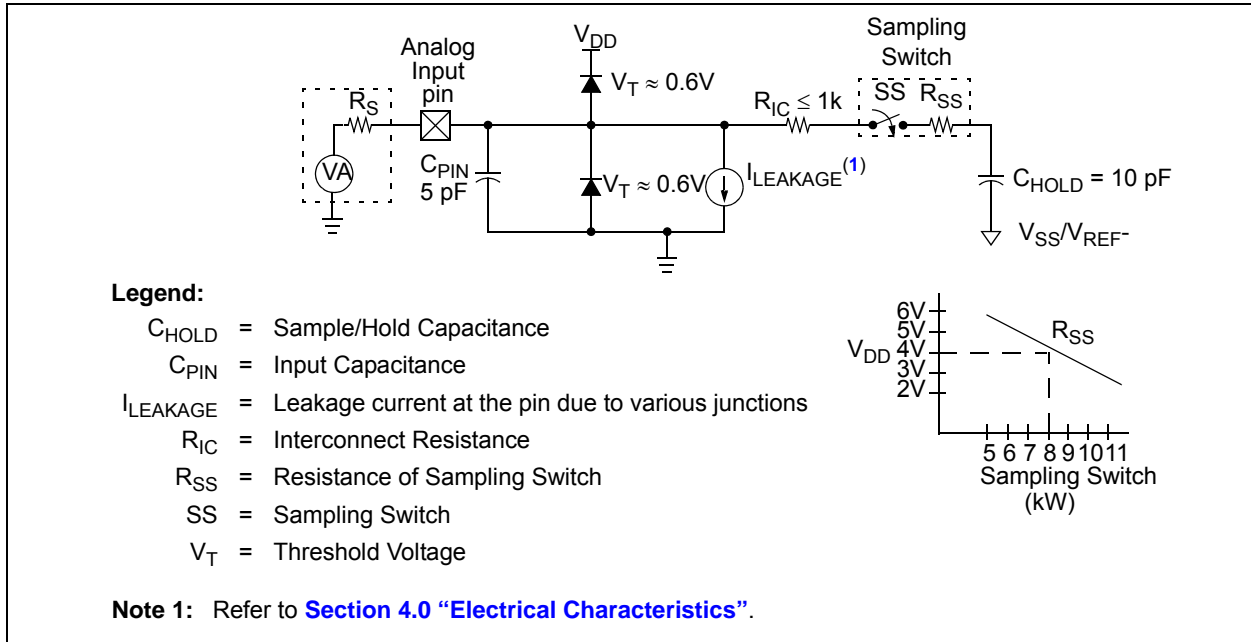 Sampling
Switch
Analog
Input
pin
VDD
VT ≈ 0.6V
RS
RIC ≤ 1k
SS RSS
VA
CPIN
5 pF
VT ≈ 0.6V
ILEAKAGE(1)
CHOLD = 10 pF
VSS/VREF-
Legend:
CHOLD = Sample/Hold Capacitance
CPIN = Input Capacitance
ILEAKAGE = Leakage current at the pin due to various junctions
RIC = Interconnect Resistance
RSS = Resistance of Sampling Switch
SS = Sampling Switch
VT = Threshold Voltage
6V
5V
VDD 4V
3V
2V
RSS
5 6 7 8 9 10 11
Sampling Switch
(kW)
Note 1: Refer to Section 4.0 “Electrical Characteristics”.